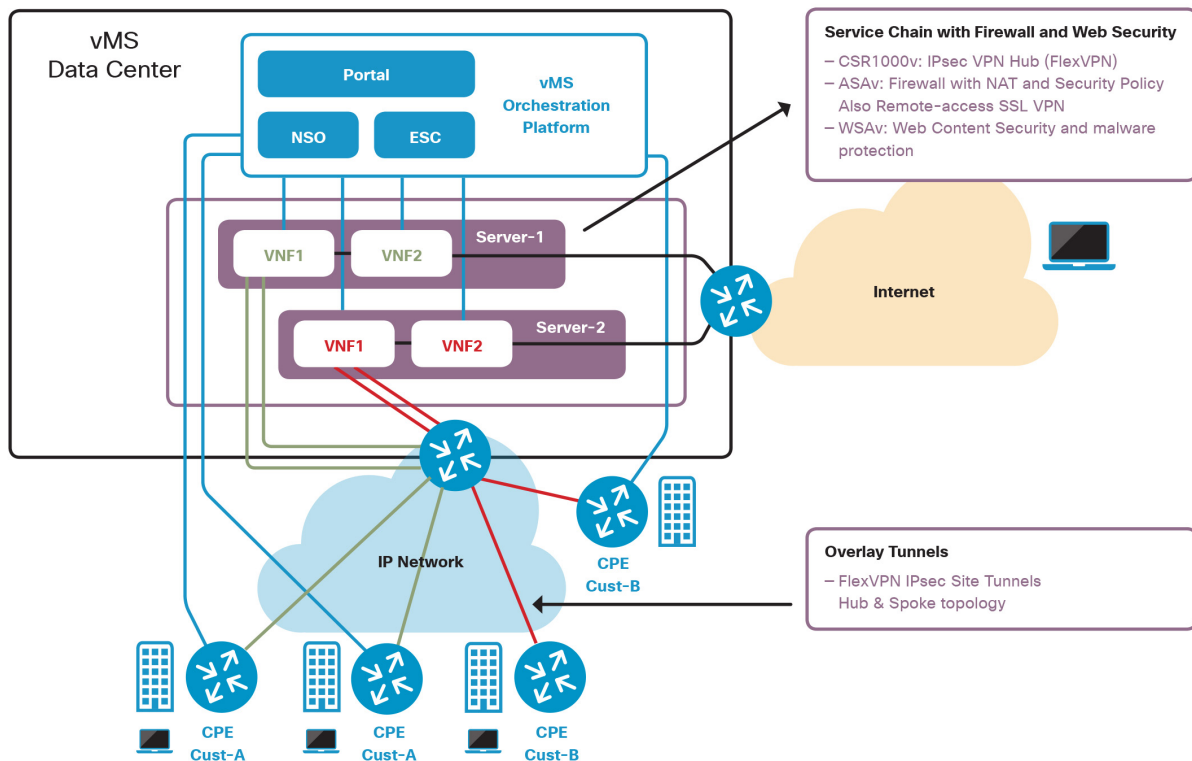 vMS
Data Center
Portal
vMS
Orchestration
Platform
NSO
ESC
Service Chain with Firewall and Web Security
– CSR1000v: IPsec VPN Hub (FlexVPN)
– ASAv: Firewall with NAT and Security Policy
Also Remote-access SSL VPN
– WSAv: Web Content Security and malware
protection
Server-1
VNF1
VNF2
Internet
Server-2
VNF1
VNF2
IP Network
CPE
Cust-B
Overlay Tunnels
– FlexVPN IPsec Site Tunnels
Hub & Spoke topology
CPE
Cust-A
CPE
Cust-A
CPE
Cust-B